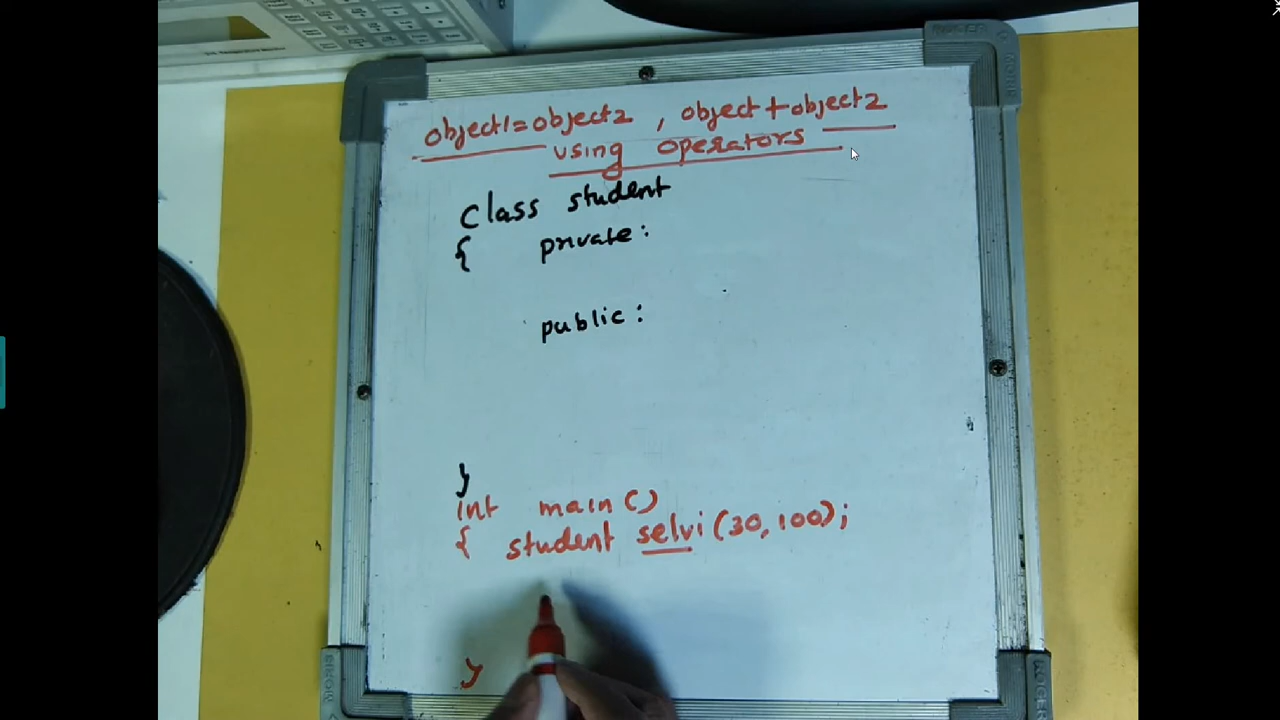 object1=object2 , object+object2
using operators
class student
{ private:
public:
}
int main()
{ student selvi(30,100);
}